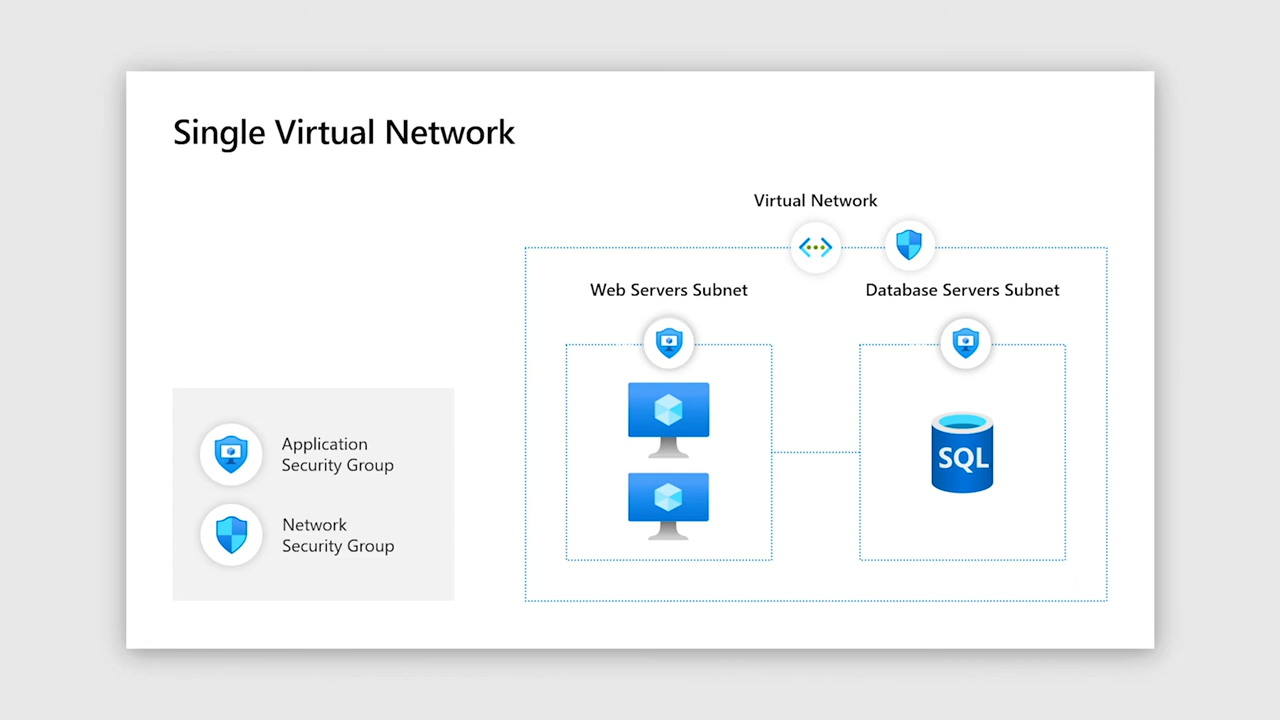 Single Virtual Network
Virtual Network
Web Servers Subnet
Database Servers Subnet
SQL
Application
Security Group
Network
Security Group